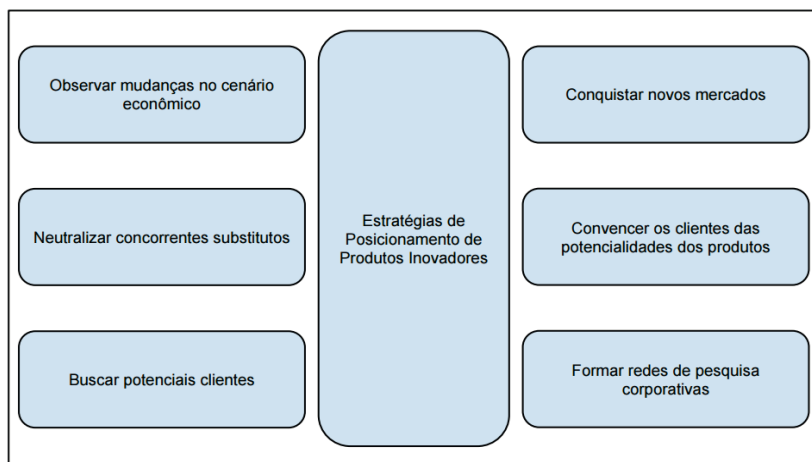 Observar mudanças no cenário
econômico
Neutralizar concorrentes substitutos
Buscar potenciais clientes
Estratégias de
Posicionamento de
Produtos Inovadores
Conquistar novos mercados
Convencer os clientes das
potencialidades dos produtos
Formar redes de pesquisa
corporativas